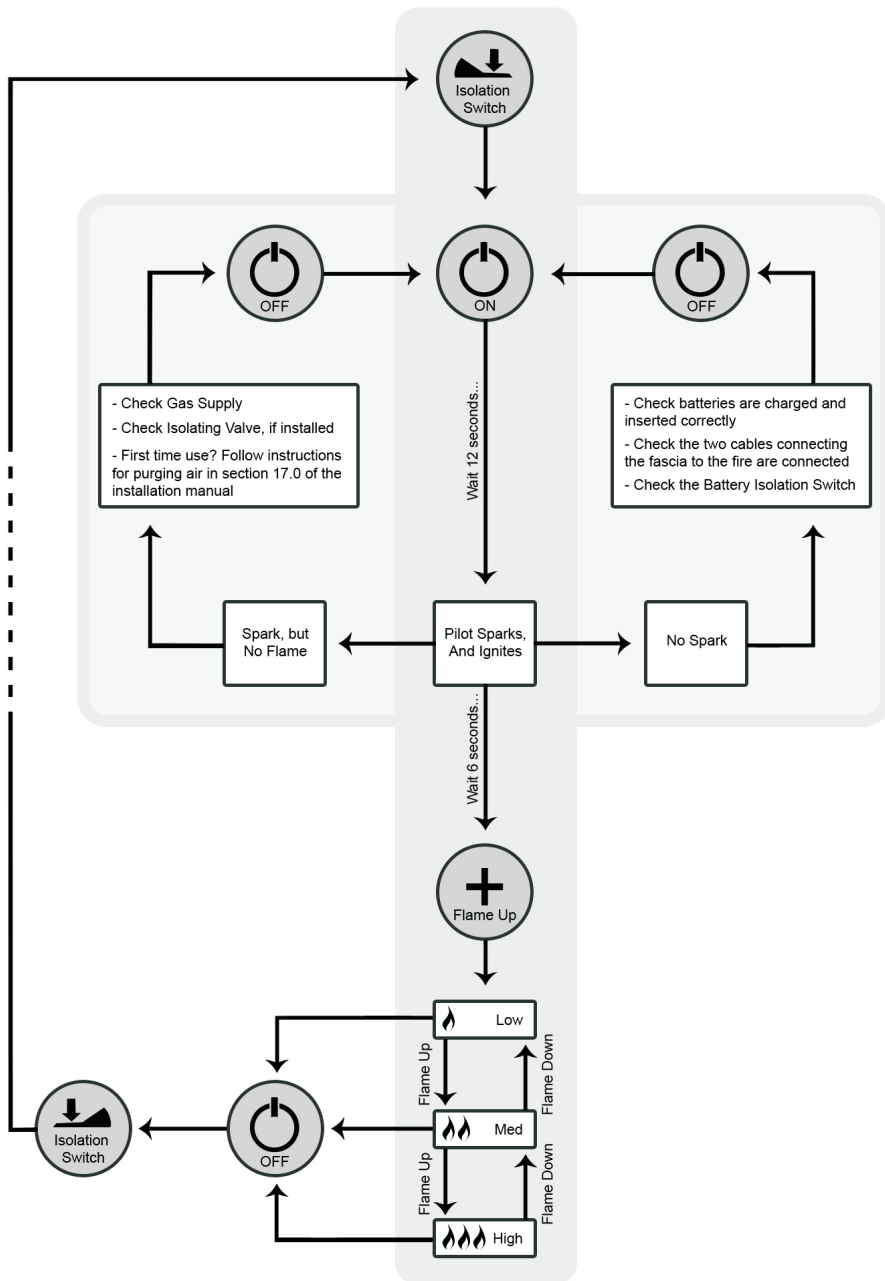 Isolation
Switch
OFF
ON
OFF
- Check Gas Supply
- Check Isolating Valve, if installed
- First time use? Follow instructions
for purging air in section 17.0 of the
installation manual
Wait 12 seconds...
- Check batteries are charged and
inserted correctly
- Check the two cables connecting
the fascia to the fire are connected
- Check the Battery Isolation Switch
Spark, but
No Flame
Pilot Sparks,
And Ignites
No Spark
Wait 6 seconds...
Flame Up
Low
Flame Up
Flame Down
Isolation
Switch
OFF
Med
Flame Up
Flame Down
High